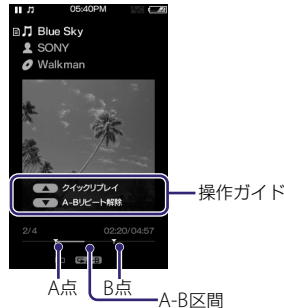 05:40PM
Blue Sky
SONY
Walkman
クイックリプレイ
A-Bリピート解除
操作ガイド
2/4 02:20/04:57
A点 B点
A-B区間